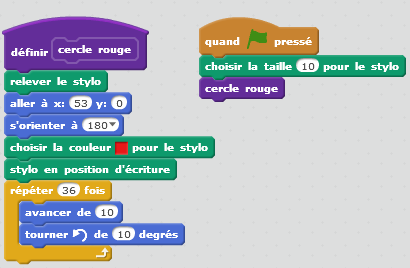 définir cercle rouge
relever le stylo
aller à x: 53 y: 0
s'orienter à 180
choisir la couleur pour le stylo
stylo en position d'écriture
répéter 36 fois
avancer de 10
tourner de 10 degrés
quand pressé
choisir la taille 10 pour le stylo
cercle rouge